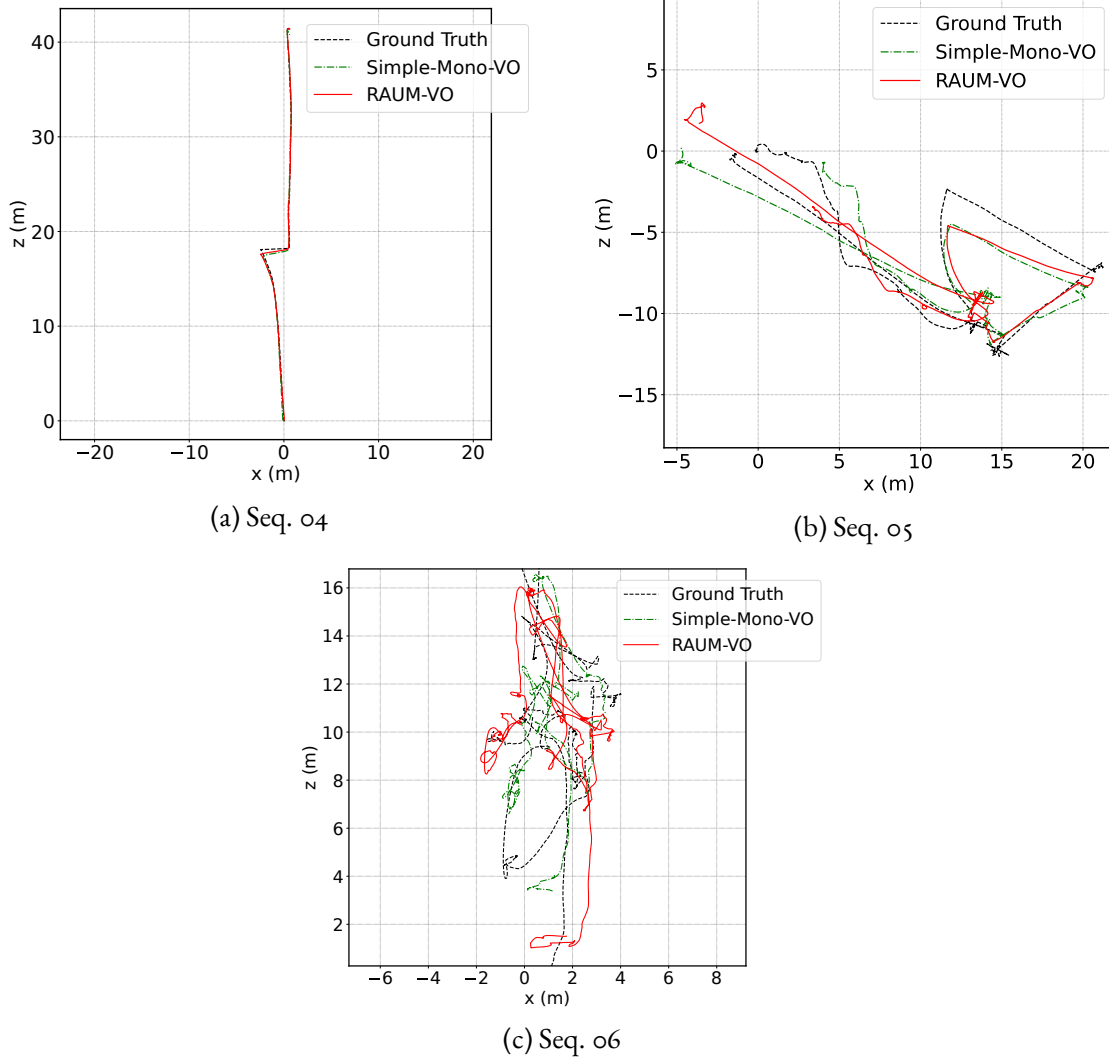 40
30
20
10
0
z (m)
−20
−10
0
10
20
x (m)
Ground Truth
Simple-Mono-VO
RAUM-VO
(a) Seq. 04
5
0
−5
−10
−15
z (m)
−5
0
5
10
15
20
x (m)
Ground Truth
Simple-Mono-VO
RAUM-VO
(b) Seq. 05
16
14
12
10
8
6
4
2
z (m)
−6
−4
−2
0
2
4
6
8
x (m)
Ground Truth
Simple-Mono-VO
RAUM-VO
(c) Seq. 06